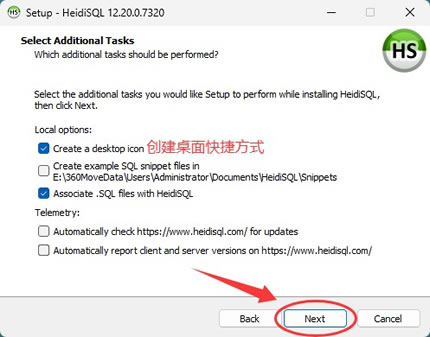 Setup - HeidiSQL 12.20.0.7320
Select Additional Tasks
Which additional tasks should be performed?
HS
Select the additional tasks you would like Setup to perform while installing HeidiSQL,
then click Next.
Local options:
Create a desktop icon 创建桌面快捷方式
Create example SQL snippet files in
E:\360MoveData\Users\Administrator\Documents\HeidiSQL\Snippets
Associate .SQL files with HeidiSQL
Telemetry:
Automatically check https://www.heidisql.com/ for updates
Automatically report client and server versions on https://www.heidisql.com/
Back Next Cancel